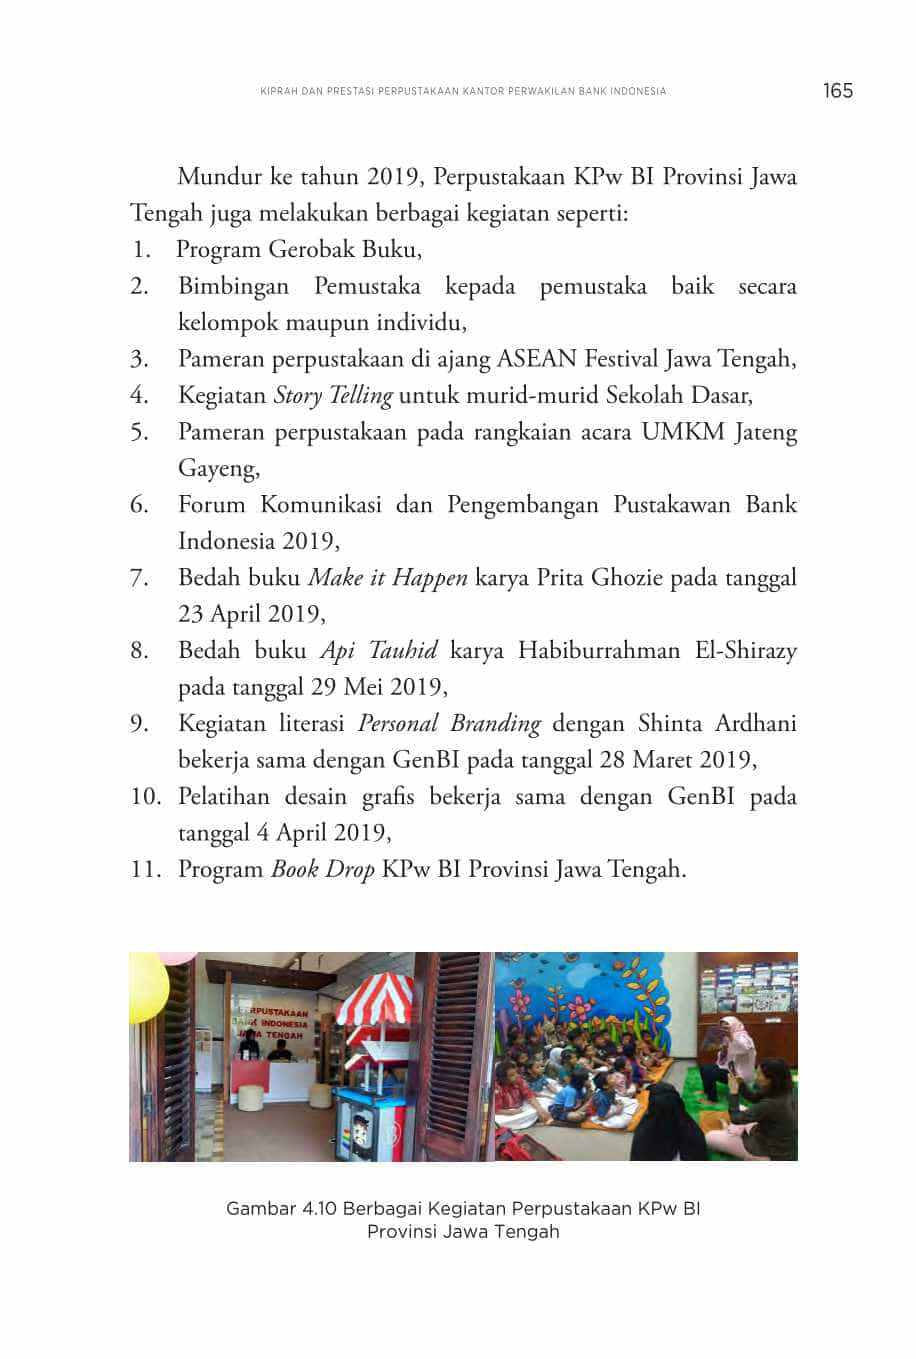 KIPRAH DAN PRESTASI PERPUSTAKAAN KANTOR PERWAKILAN BANK INDONESIA
165
Mundur ke tahun 2019, Perpustakaan KPw BI Provinsi Jawa
Tengah juga melakukan berbagai kegiatan seperti:
1. Program Gerobak Buku,
2. Bimbingan Pemustaka kepada pemustaka baik secara
kelompok maupun individu,
3. Pameran perpustakaan di ajang ASEAN Festival Jawa Tengah,
4. Kegiatan Story Telling untuk murid-murid Sekolah Dasar,
5. Pameran perpustakaan pada rangkaian acara UMKM Jateng
Gayeng,
6. Forum Komunikasi dan Pengembangan Pustakawan Bank
Indonesia 2019,
7. Bedah buku Make it Happen karya Prita Ghozie pada tanggal
23 April 2019,
8. Bedah buku Api Tauhid karya Habiburrahman El-Shirazy
pada tanggal 29 Mei 2019,
9. Kegiatan literasi Personal Branding dengan Shinta Ardhani
bekerja sama dengan GenBI pada tanggal 28 Maret 2019,
10. Pelatihan desain grafis bekerja sama dengan GenBI pada
tanggal 4 April 2019,
11. Program Book Drop KPw BI Provinsi Jawa Tengah.
PERPUSTAKAAN
BANK INDONESIA
JAWA TENGAH
Gambar 4.10 Berbagai Kegiatan Perpustakaan KPw BI
Provinsi Jawa Tengah